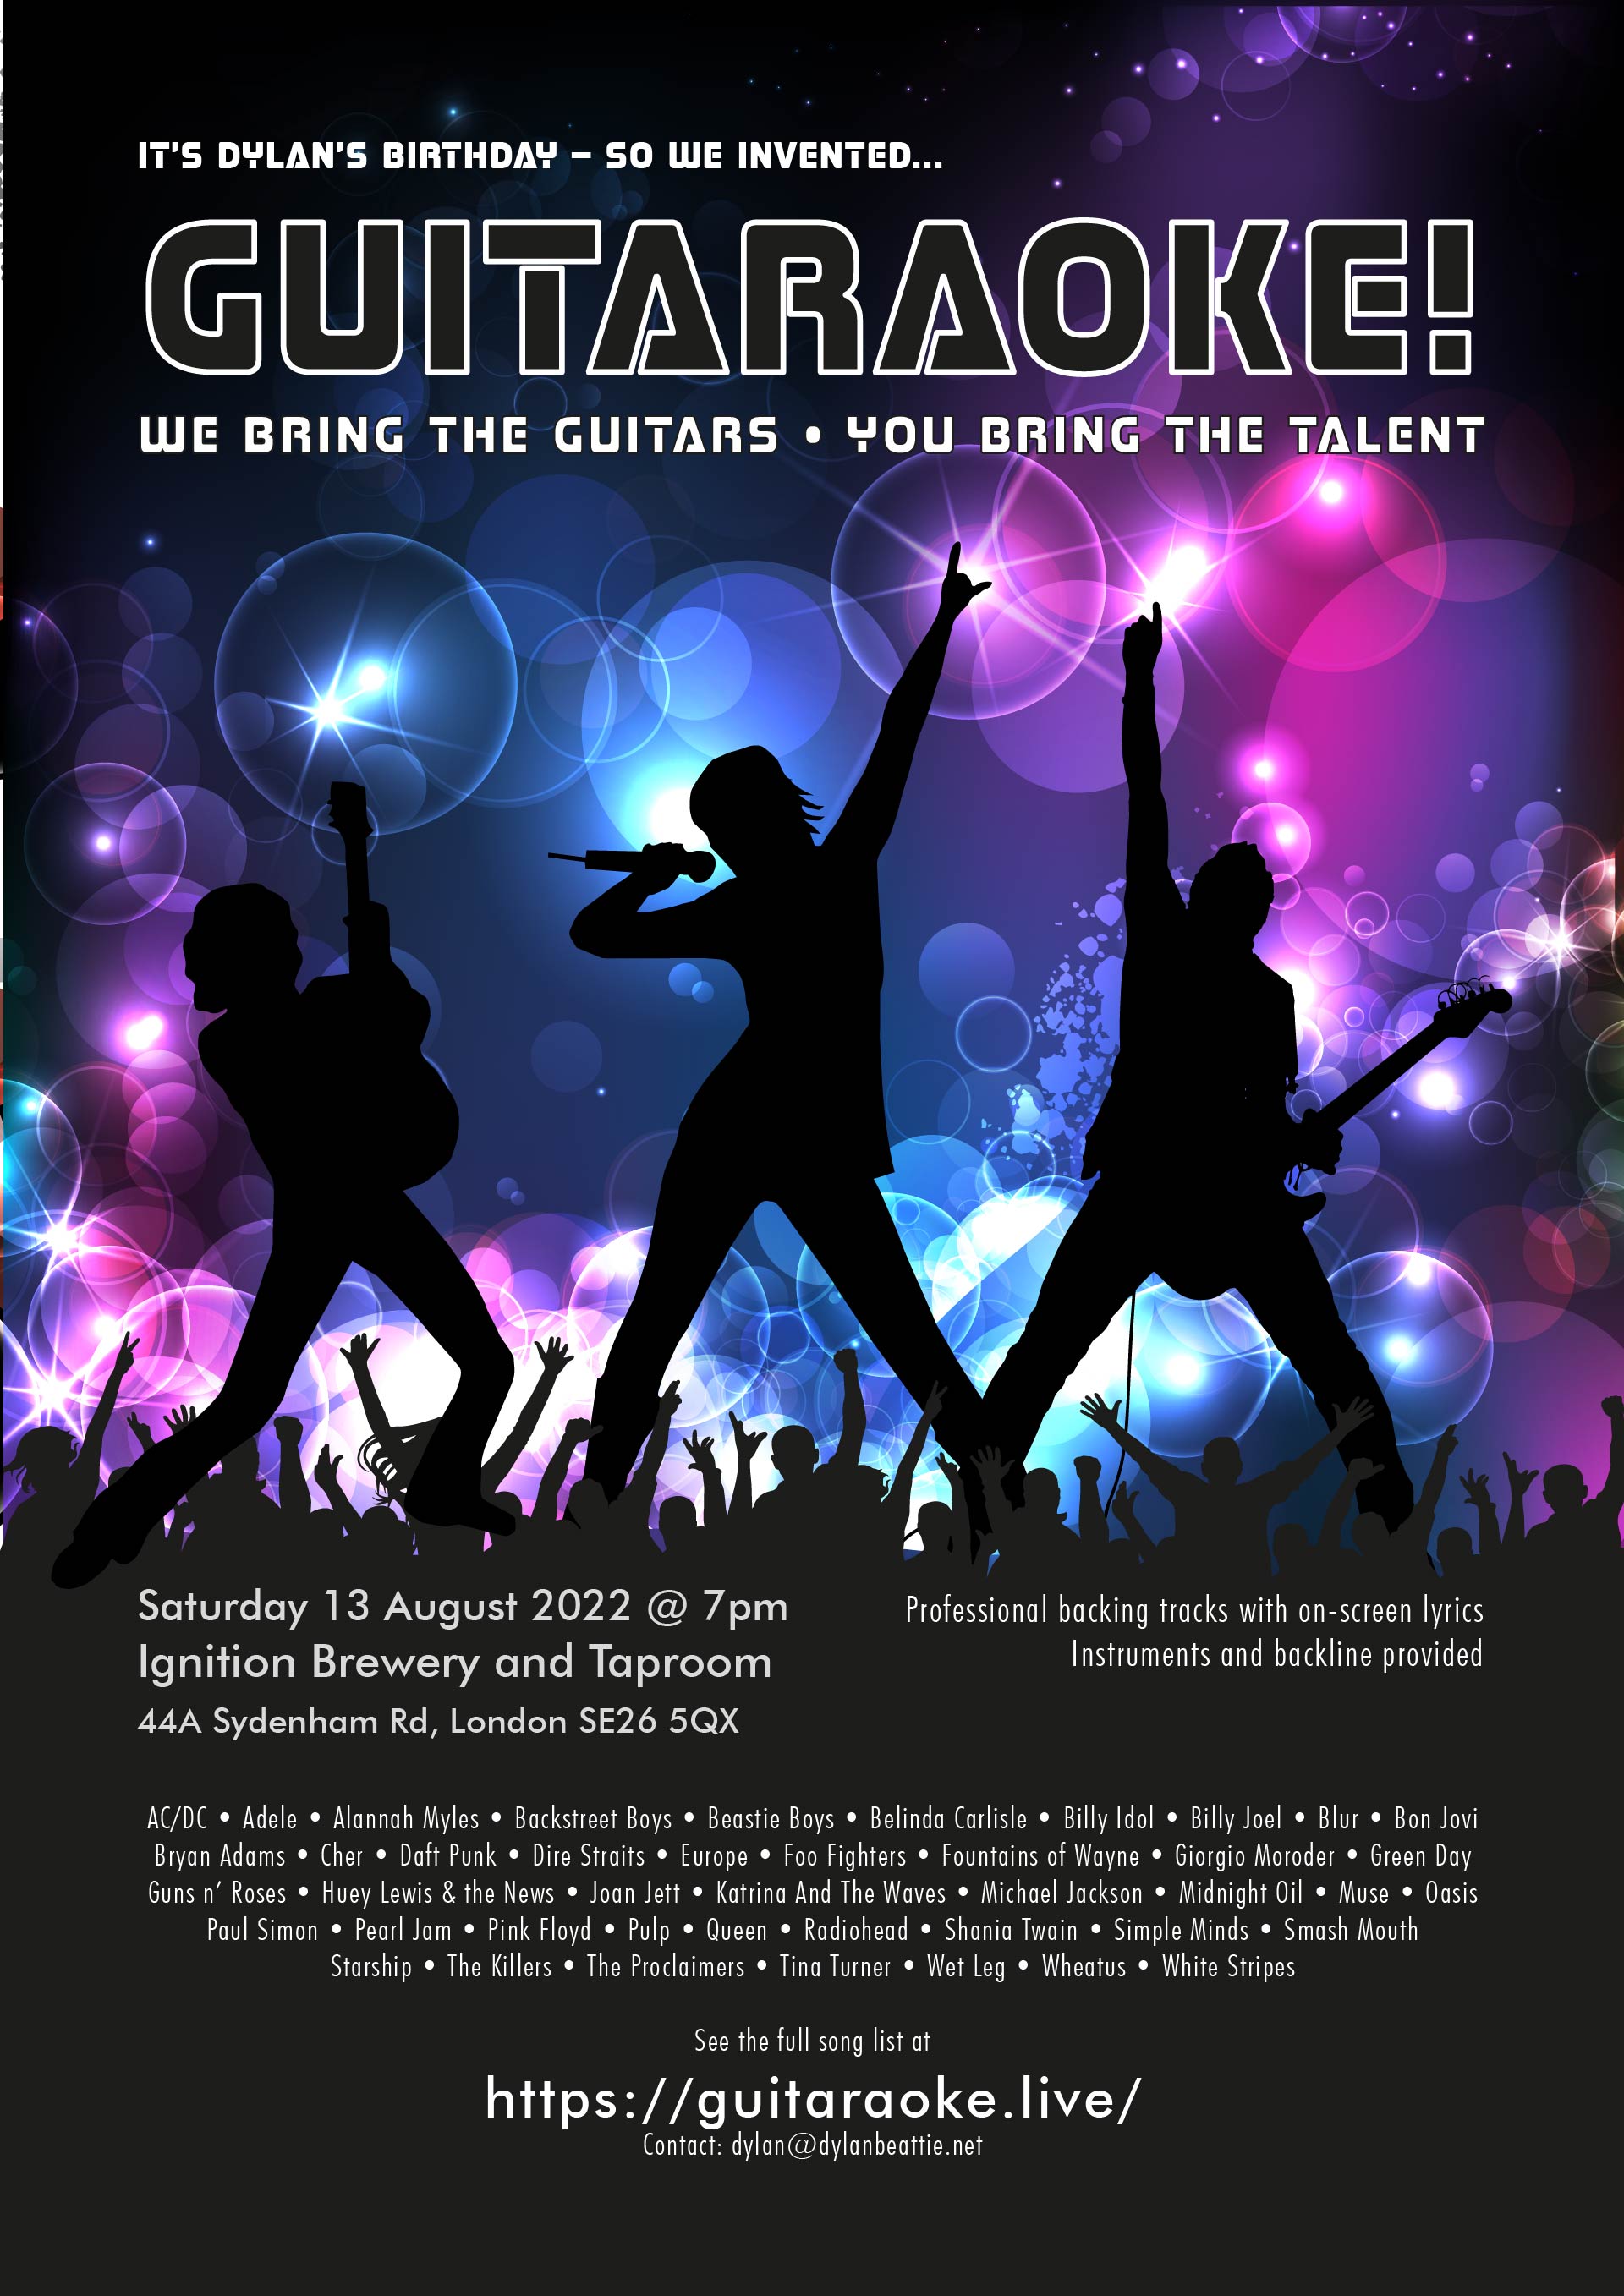 IT'S DYLAN'S BIRTHDAY – SO WE INVENTED...
GUITARAOKE!
WE BRING THE GUITARS • YOU BRING THE TALENT
Saturday 13 August 2022 @ 7pm
Ignition Brewery and Taproom
44A Sydenham Rd, London SE26 5QX
Professional backing tracks with on-screen lyrics
Instruments and backline provided
AC/DC • Adele • Alannah Myles • Backstreet Boys • Beastie Boys • Belinda Carlisle • Billy Idol • Billy Joel • Blur • Bon Jovi
Bryan Adams • Cher • Daft Punk • Dire Straits • Europe • Foo Fighters • Fountains of Wayne • Giorgio Moroder • Green Day
Guns n' Roses • Huey Lewis & the News • Joan Jett • Katrina And The Waves • Michael Jackson • Midnight Oil • Muse • Oasis
Paul Simon • Pearl Jam • Pink Floyd • Pulp • Queen • Radiohead • Shania Twain • Simple Minds • Smash Mouth
Starship • The Killers • The Proclaimers • Tina Turner • Wet Leg • Wheatus • White Stripes
See the full song list at
https://guitaraoke.live/
Contact: dylan@dylanbeattie.net